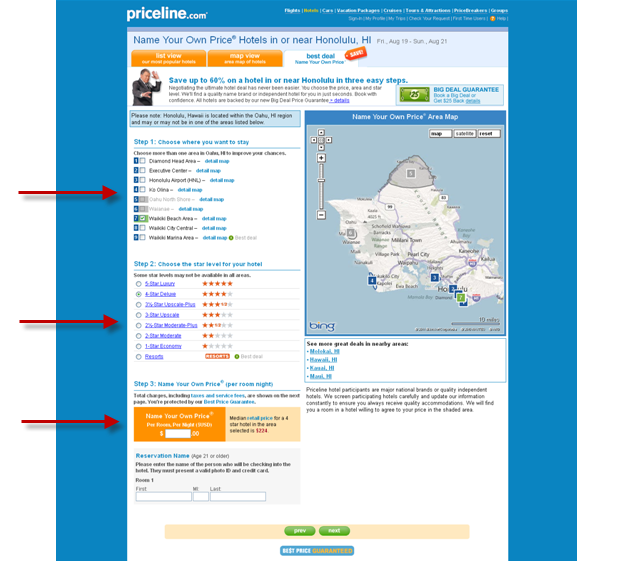 priceline.com®
Flights | Hotels | Cars | Vacation Packages | Cruises | Tours & Attractions | PriceBreakers | Groups
Sign-In | My Profile | My Trips | Check Your Request | First Time Users | Help
Name Your Own Price® Hotels in or near Honolulu, HI Fri, Aug 19 - Sun, Aug 21
list view
our most popular hotels
map view
area map of hotels
best deal
Name Your Own Price®
SAVE!
Save up to 60% on a hotel in or near Honolulu in three easy steps.
Negotiating the ultimate hotel deal has never been easier. You choose the price, area and star
level. We'll find a quality name brand or independent hotel for you in just seconds. Book with
confidence. All hotels are backed by our new Big Deal Price Guarantee. > details
25
BIG DEAL GUARANTEE
Book a Big Deal or
Get $25 Back details
Please note: Honolulu, Hawaii is located within the Oahu, HI region
and may or may not be in one of the areas listed below.
Step 1: Choose where you want to stay
Choose more than one area in Oahu, HI to improve your chances.
1 Diamond Head Area – detail map
2 Executive Center – detail map
3 Honolulu Airport (HNL) – detail map
4 Ko Olina – detail map
5 Oahu North Shore – detail map
6 Waianae – detail map
7 Waikiki Beach Area – detail map
8 Waikiki City Central – detail map
9 Waikiki Marina Area – detail map Best deal
Step 2: Choose the star level for your hotel
Some star levels may not be available in all areas.
5-Star Luxury
4-Star Deluxe
3½-Star Upscale-Plus
3-Star Upscale
2½-Star Moderate-Plus
2-Star Moderate
1-Star Economy
Resorts RESORTS Best deal
Step 3: Name Your Own Price® (per room night)
Total charges, including taxes and service fees, are shown on the next
page. You're protected by our Best Price Guarantee.
Name Your Own Price®
Per Room, Per Night ($USD)
$ .00
Median retail price for a 4
star hotel in the area
selected is $224.
Reservation Name (Age 21 or older)
Please enter the name of the person who will be checking into the
hotel. They must present a valid photo ID and credit card.
Room 1
First MI Last
Name Your Own Price® Area Map
map satellite reset
5
83
99
Waianae
Wahiawa
Schofield Barracks
Mililani Town
Waimanu
Village Park
Pearl City
Kaneohe
Kailua
Honolulu
bing
10 miles
See more great deals in nearby areas:
• Molokai, HI
• Hawaii, HI
• Kauai, HI
• Maui, HI
Priceline hotel participants are major national brands or quality independent
hotels. We screen participating hotels carefully and update our information
constantly to ensure you always receive quality accommodations. We will find
you a room in a hotel willing to agree to your price in the shaded area.
prev next
BEST PRICE GUARANTEED